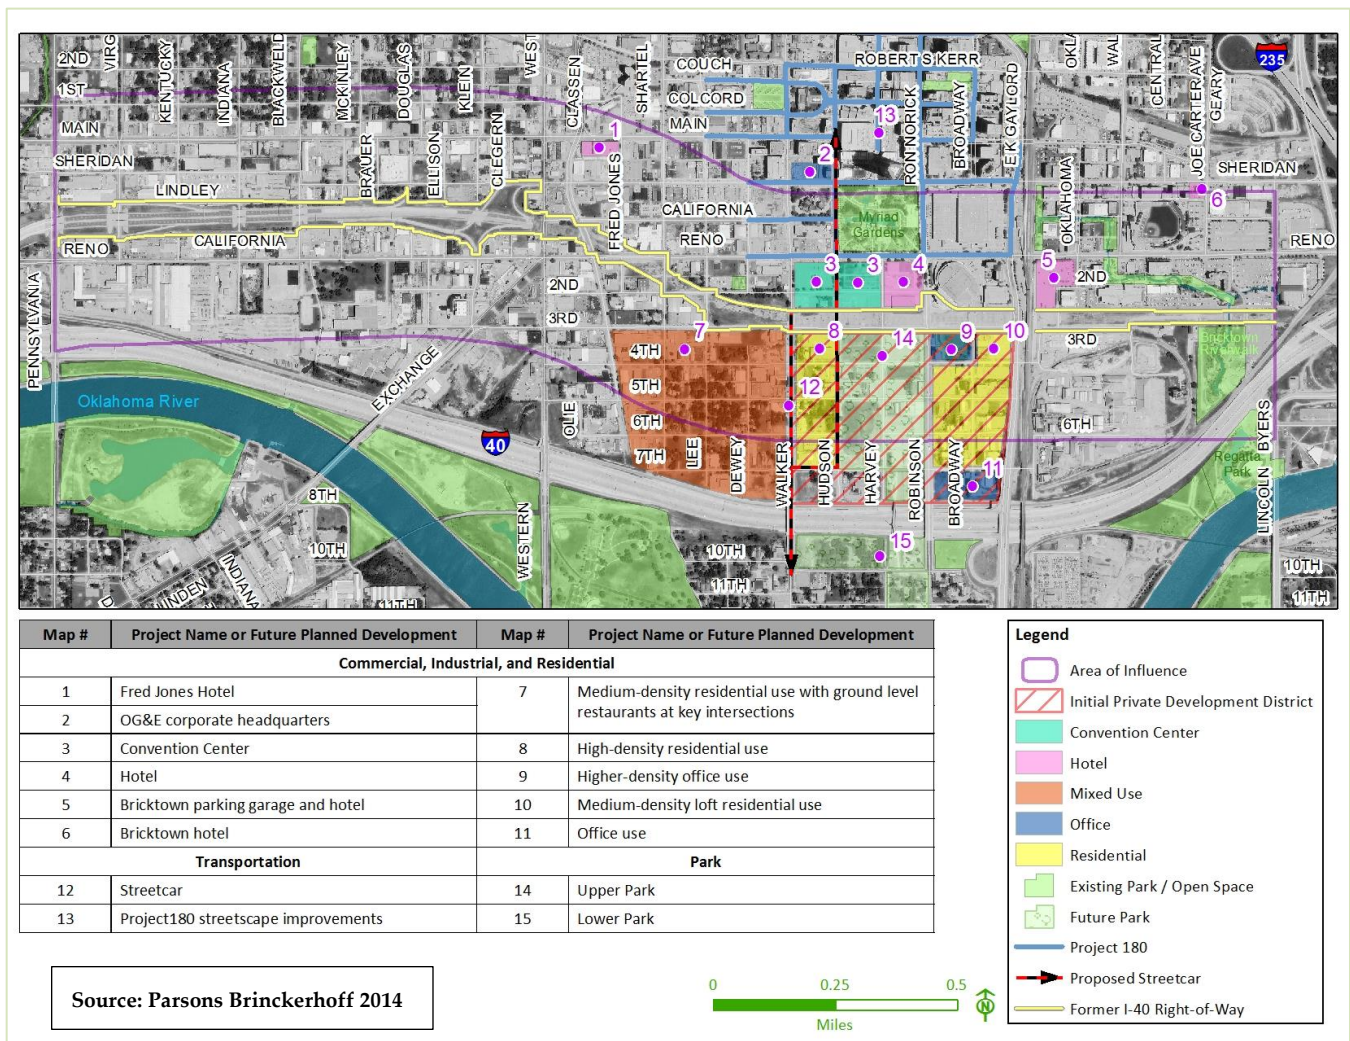 2ND
1ST
MAIN
SHERIDAN
LINDLEY
RENO
CALIFORNIA
PENNSYLVANIA
VIRG
KENTUCKY
INDIANA
BLACKWELD
MCKINLEY
DOUGLAS
KLEIN
WEST
BRAUER
ELLISON
CLEGERN
CLASSEN
SHARTEL
FRED JONES
COUCH
COLCORD
MAIN
CALIFORNIA
RENO
2ND
3RD
ROBERT S KERR
RON NORICK
BROADWAY
E K GAYLORD
OKLA
WAL
CENTRAL
JOE CARTER AVE
GEARY
235
SHERIDAN
OKLAHOMA
RENO
2ND
3RD
6TH
Myriad
Gardens
Bricktown
Riverwalk
Regatta
Park
LINCOLN
BYERS
Oklahoma River
EXCHANGE
40
OLIE
4TH
5TH
6TH
7TH
LEE
DEWEY
WALKER
HUDSON
HARVEY
ROBINSON
BROADWAY
8TH
10TH
INDIANA
LINDEN
11TH
WESTERN
10TH
11TH
10TH
11TH
1
2
13
3
3
4
5
6
7
8
14
9
10
12
11
15
Map # Project Name or Future Planned Development Map # Project Name or Future Planned Development
Commercial, Industrial, and Residential
1 Fred Jones Hotel 7 Medium-density residential use with ground level
restaurants at key intersections
2 OG&E corporate headquarters
3 Convention Center 8 High-density residential use
4 Hotel 9 Higher-density office use
5 Bricktown parking garage and hotel 10 Medium-density loft residential use
6 Bricktown hotel 11 Office use
Transportation Park
12 Streetcar 14 Upper Park
13 Project180 streetscape improvements 15 Lower Park
Legend
Area of Influence
Initial Private Development District
Convention Center
Hotel
Mixed Use
Office
Residential
Existing Park / Open Space
Future Park
Project 180
Proposed Streetcar
Former I-40 Right-of-Way
Source: Parsons Brinckerhoff 2014
0 0.25 0.5
Miles
N